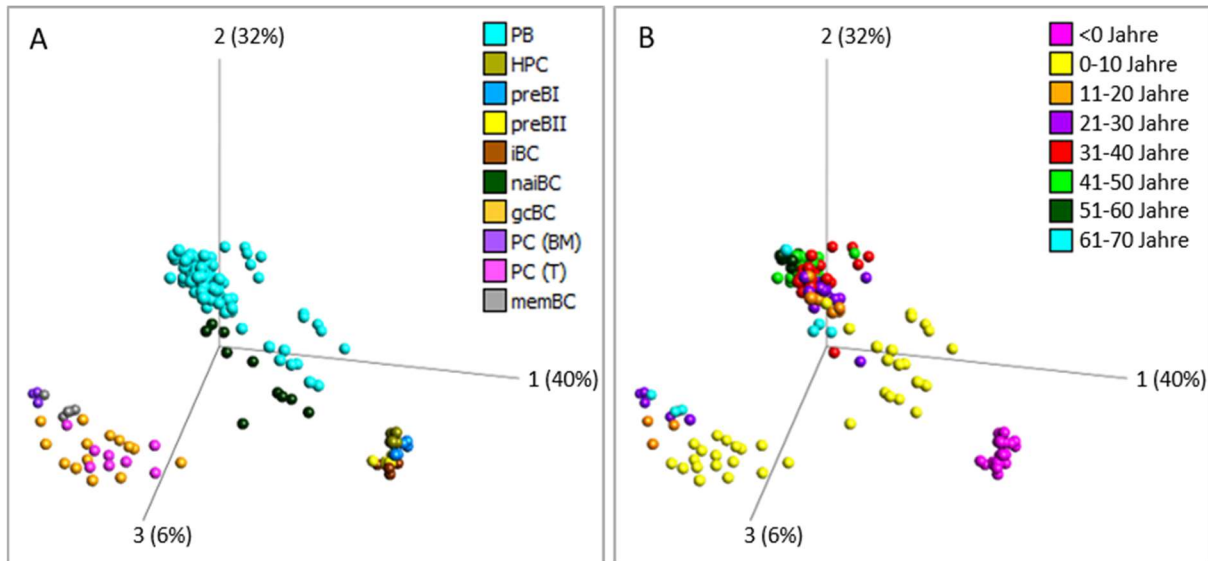 A
2 (32%)
PB
HPC
preBI
preBII
iBC
naiBC
gcBC
PC (BM)
PC (T)
memBC
1 (40%)
3 (6%)
B
2 (32%)
<0 Jahre
0-10 Jahre
11-20 Jahre
21-30 Jahre
31-40 Jahre
41-50 Jahre
51-60 Jahre
61-70 Jahre
1 (40%)
3 (6%)